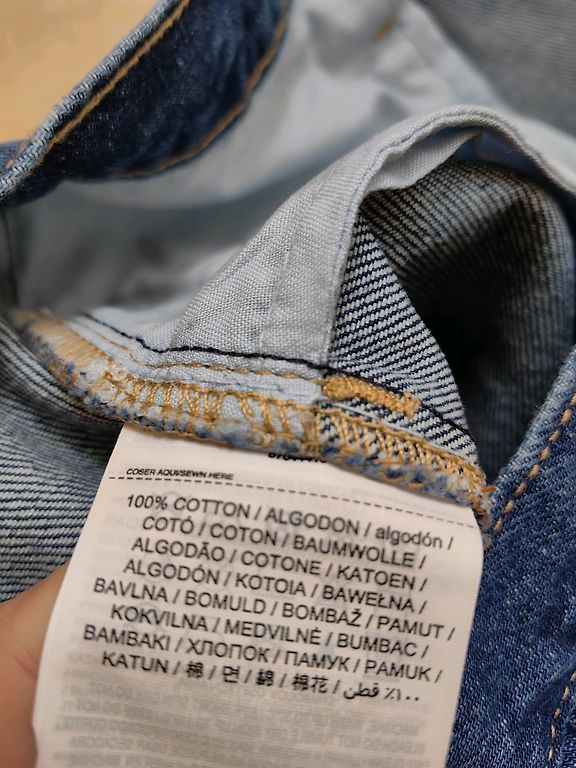 COSER AQUI/SEWN HERE
100% COTTON / ALGODON / algodón /
COTÓ / COTON / BAUMWOLLE /
ALGODÃO / COTONE / KATOEN /
ALGODÓN / KOTOIA / BAWEŁNA /
BAVLNA / BOMULD / BOMBAŽ / PAMUT /
KOKVILNA / MEDVILNĖ / BUMBAC /
BAMBAKI / ХЛОПОК / ПАМУК / PAMUK /
KATUN / 棉 / 면 / 綿 / 棉花 / ٪١٠٠ قطن